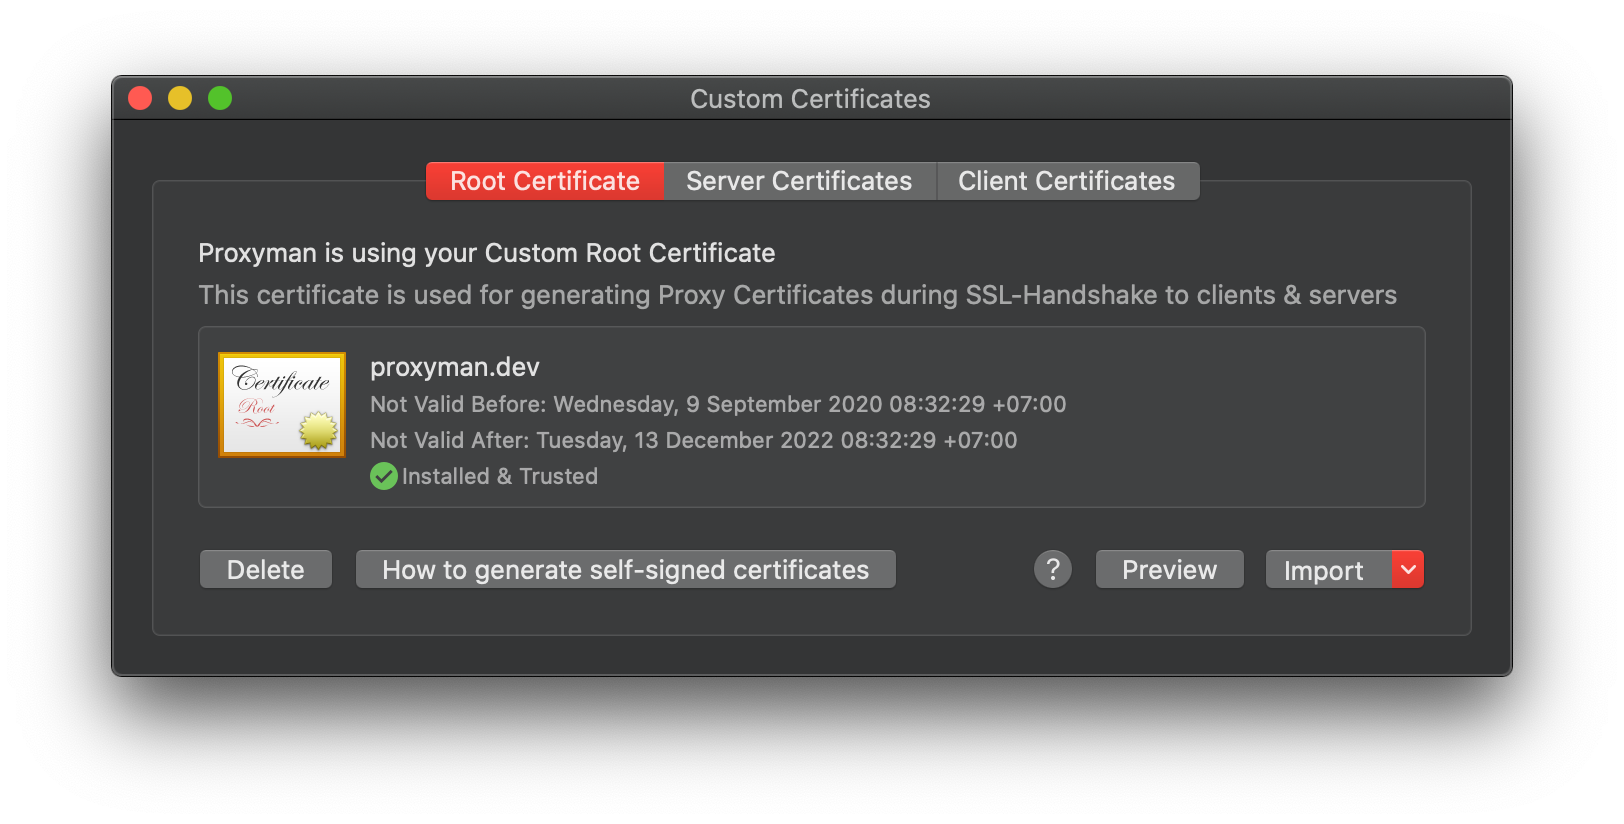 Custom Certificates
Root Certificate Server Certificates Client Certificates
Proxyman is using your Custom Root Certificate
This certificate is used for generating Proxy Certificates during SSL-Handshake to clients & servers
Certificate
Root
proxyman.dev
Not Valid Before: Wednesday, 9 September 2020 08:32:29 +07:00
Not Valid After: Tuesday, 13 December 2022 08:32:29 +07:00
Installed & Trusted
Delete How to generate self-signed certificates ? Preview Import